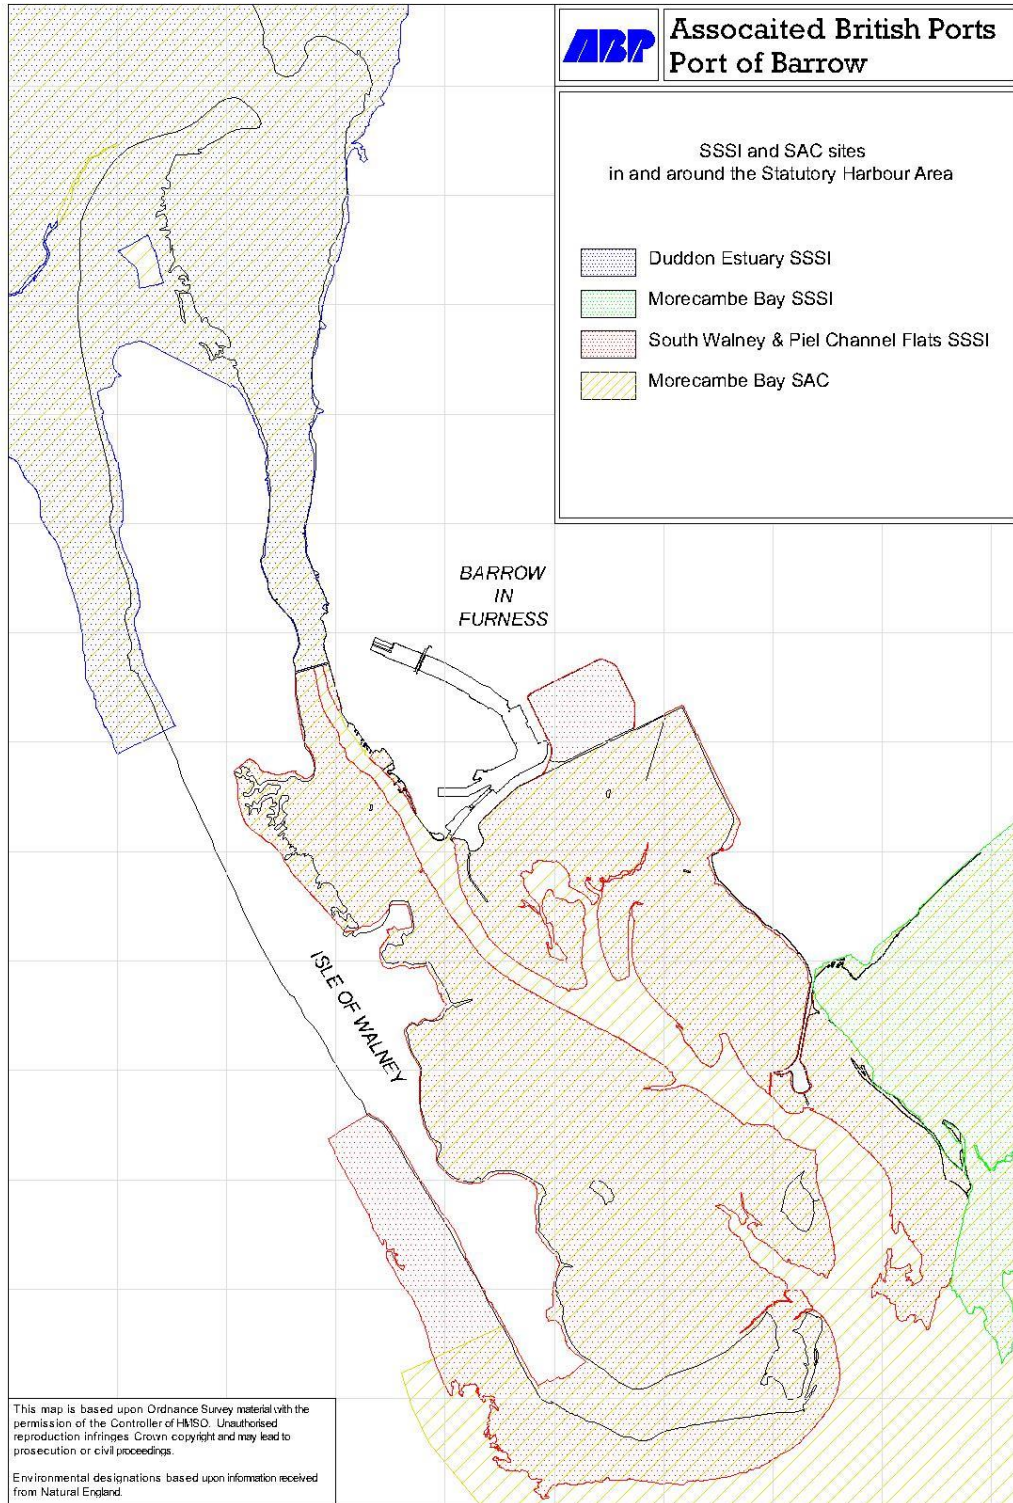 ABP
Assocaited British Ports
Port of Barrow
SSSI and SAC sites
in and around the Statutory Harbour Area
Duddon Estuary SSSI
Morecambe Bay SSSI
South Walney & Piel Channel Flats SSSI
Morecambe Bay SAC
BARROW
IN
FURNESS
ISLE OF WALNEY
This map is based upon Ordnance Survey material with the
permission of the Controller of HMSO. Unauthorised
reproduction infringes Crown copyright and may lead to
prosecution or civil proceedings.
Environmental designations based upon information received
from Natural England.